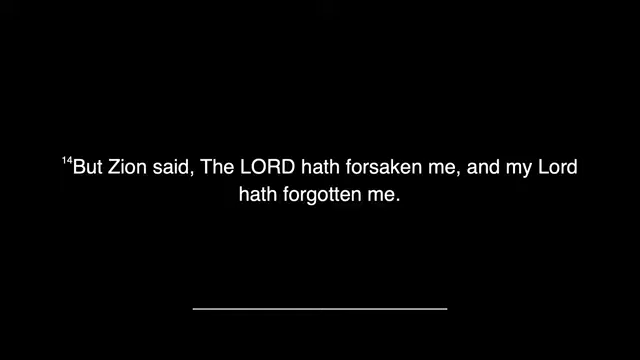 14But Zion said, The LORD hath forsaken me, and my Lord
hath forgotten me.